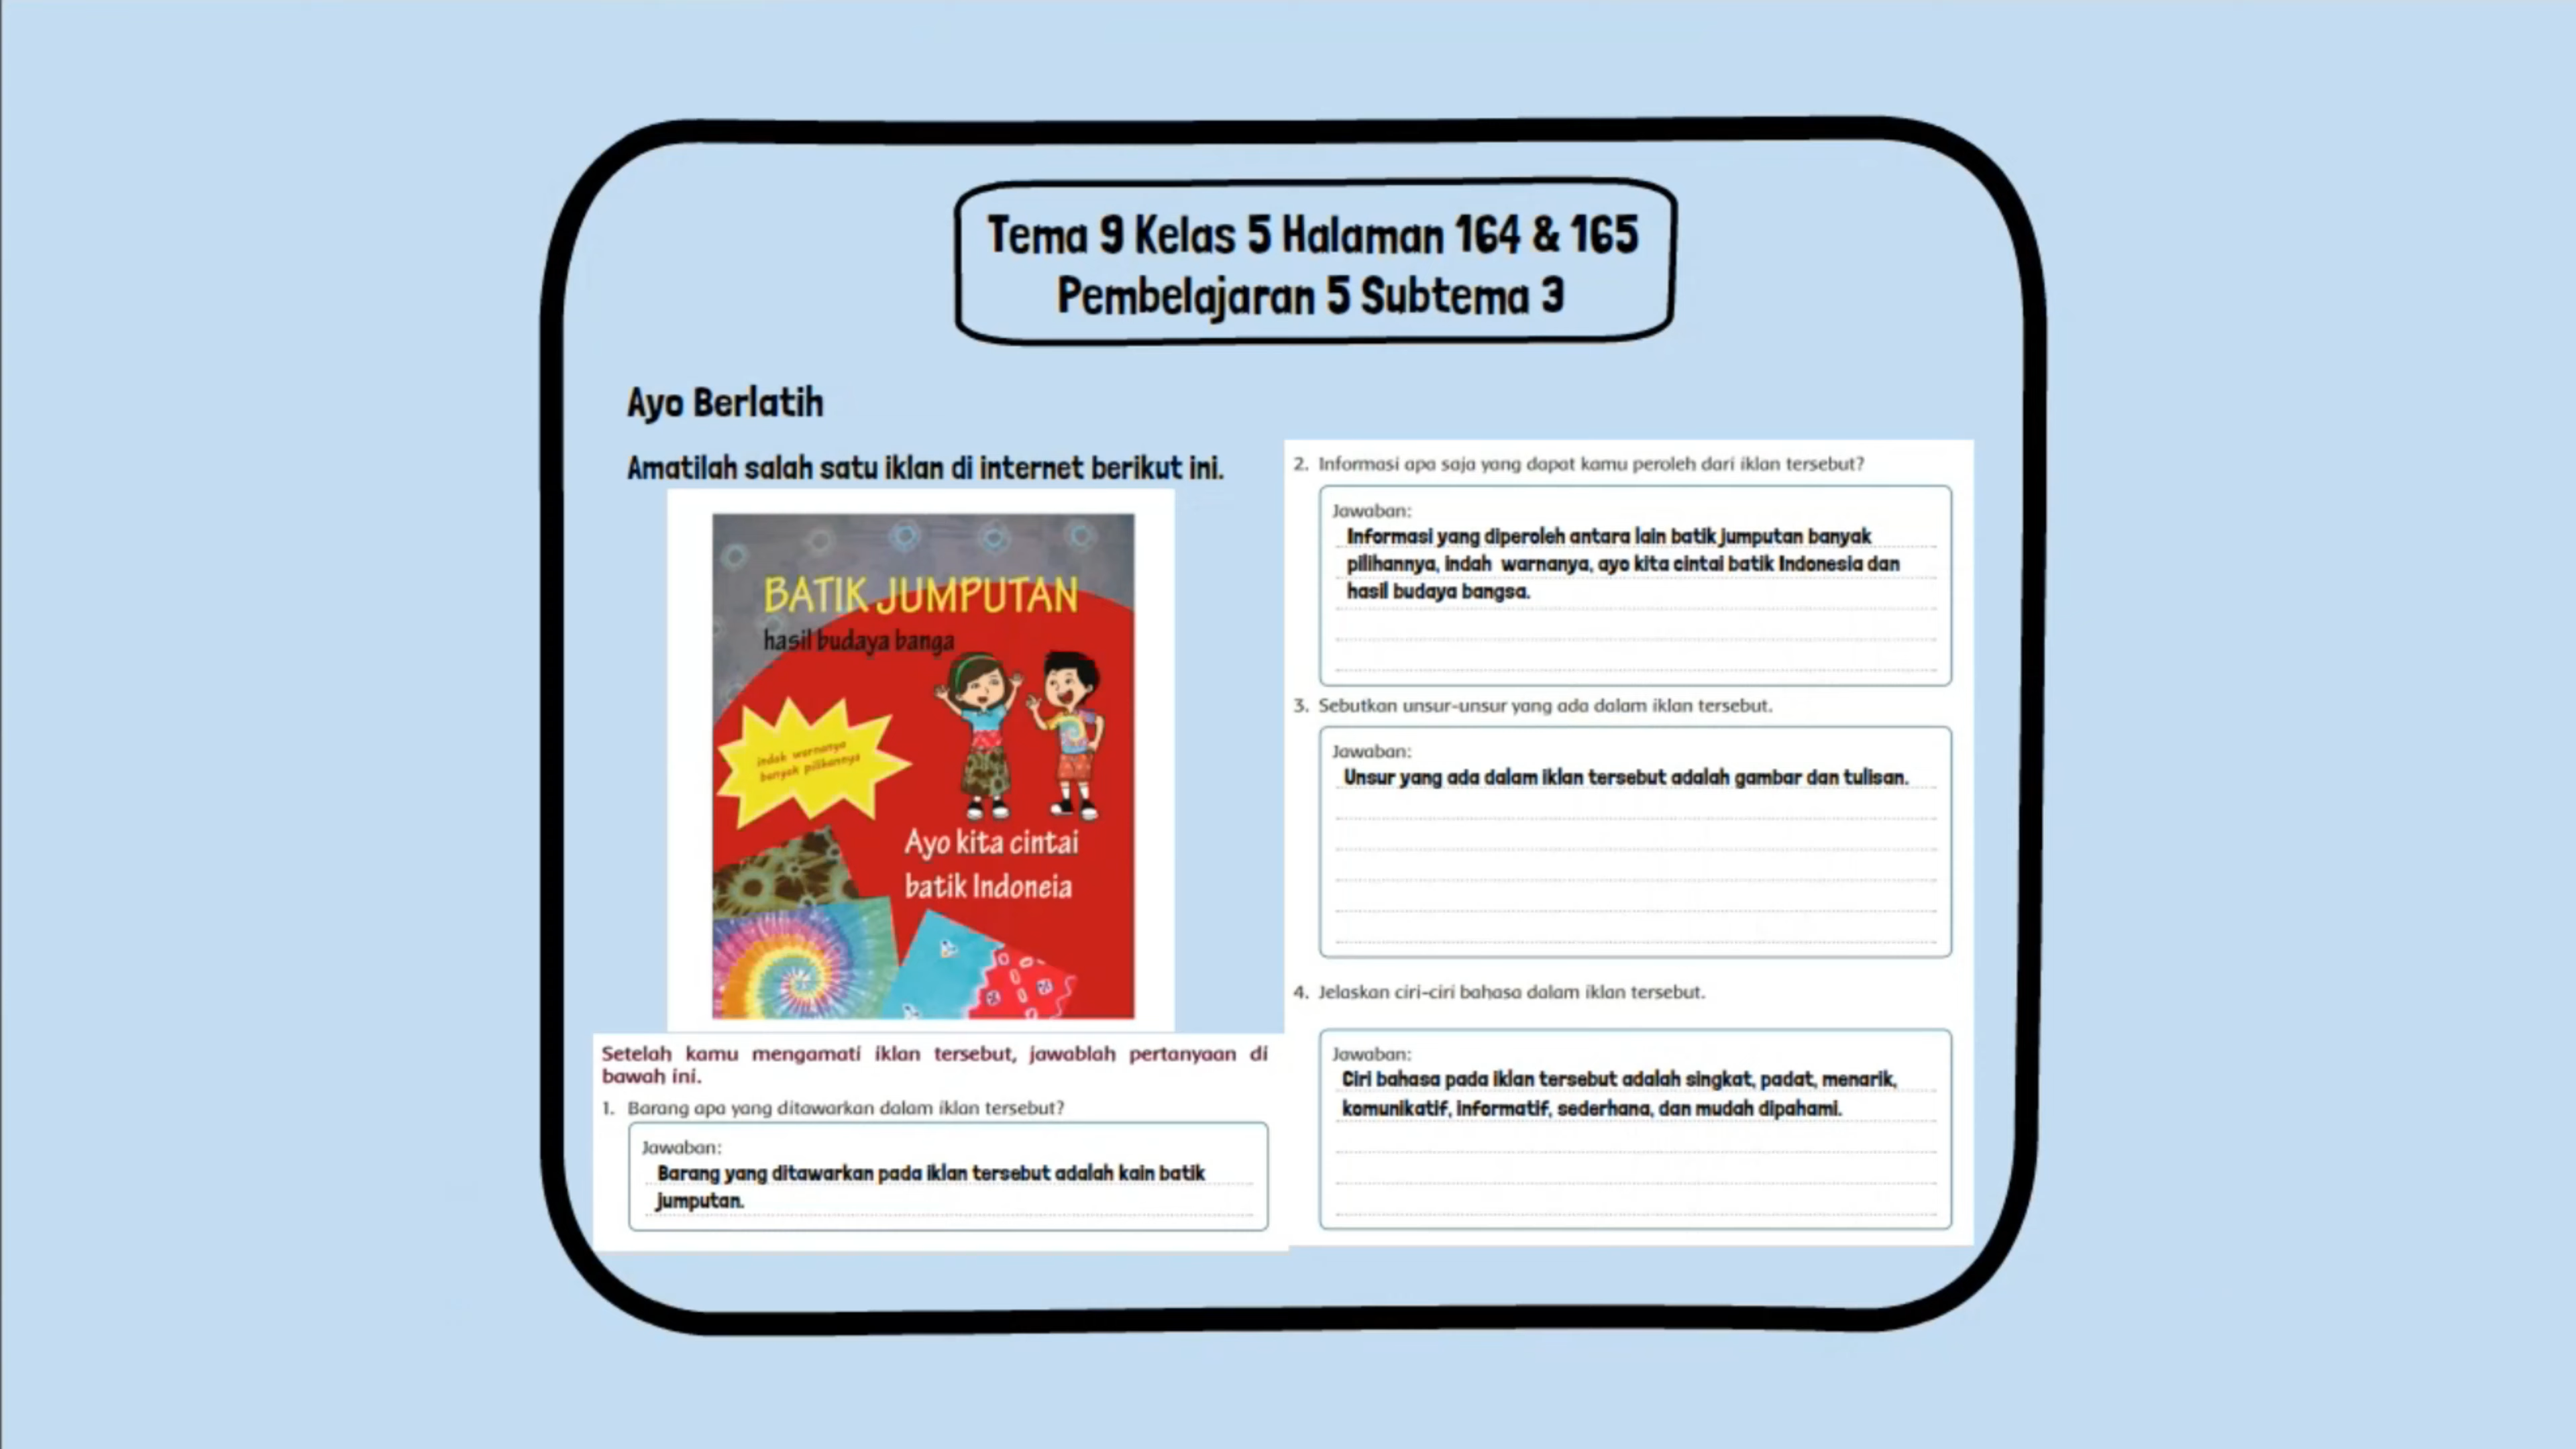 Tema 9 Kelas 5 Halaman 164 & 165
Pembelajaran 5 Subtema 3
Ayo Berlatih
Amatilah salah satu iklan di internet berikut ini.
BATIK JUMPUTAN
hasil budaya banga
indah warnanya
banyak pilihannya
Ayo kita cintai
batik Indoneia
Setelah kamu mengamati iklan tersebut, jawablah pertanyaan di
bawah ini.
1. Barang apa yang ditawarkan dalam iklan tersebut?
Jawaban:
Barang yang ditawarkan pada iklan tersebut adalah kain batik
jumputan.
2. Informasi apa saja yang dapat kamu peroleh dari iklan tersebut?
Jawaban:
Informasi yang diperoleh antara lain batik jumputan banyak
pilihannya, indah warnanya, ayo kita cintai batik Indonesia dan
hasil budaya bangsa.
3. Sebutkan unsur-unsur yang ada dalam iklan tersebut.
Jawaban:
Unsur yang ada dalam iklan tersebut adalah gambar dan tulisan.
4. Jelaskan ciri-ciri bahasa dalam iklan tersebut.
Jawaban:
Ciri bahasa pada iklan tersebut adalah singkat, padat, menarik,
komunikatif, informatif, sederhana, dan mudah dipahami.